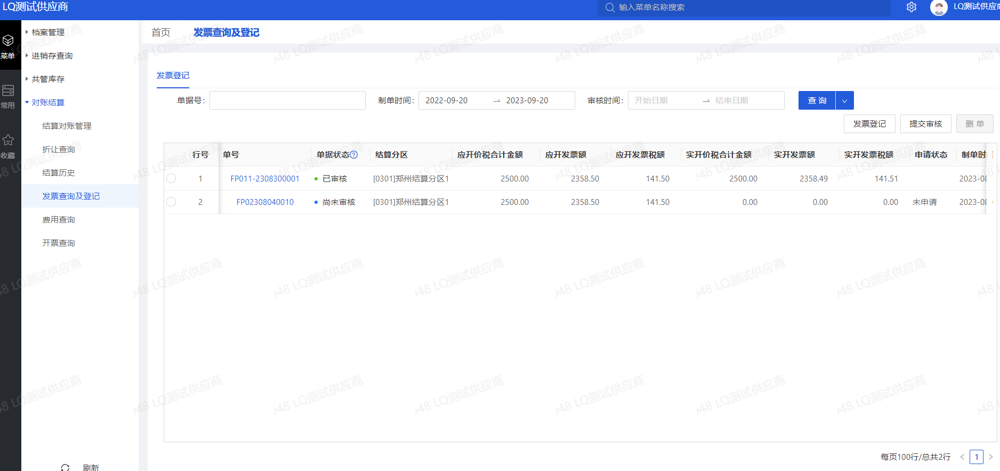 LQ测试供应商
输入菜单名称搜索
LQ测试供应商
菜单
常用
收藏
档案管理
进销存查询
共管库存
对账结算
结算对账管理
折让查询
结算历史
发票查询及登记
费用查询
开票查询
刷新
首页 发票查询及登记
发票登记
单据号: 制单时间: 2022-09-20 → 2023-09-20 审核时间: 开始日期 → 结束日期 查 询
发票登记 提交审核 删 单
行号 单号 单据状态 结算分区 应开价税合计金额 应开发票额 应开发票税额 实开价税合计金额 实开发票额 实开发票税额 申请状态 制单时
1 FP011-2308300001 已审核 [0301]郑州结算分区1 2500.00 2358.50 141.50 2500.00 2358.49 141.51 2023-08
2 FP02308040010 尚未审核 [0301]郑州结算分区1 2500.00 2358.50 141.50 0.00 0.00 0.00 未申请 2023-08
每页100行/总共2行 < 1 >